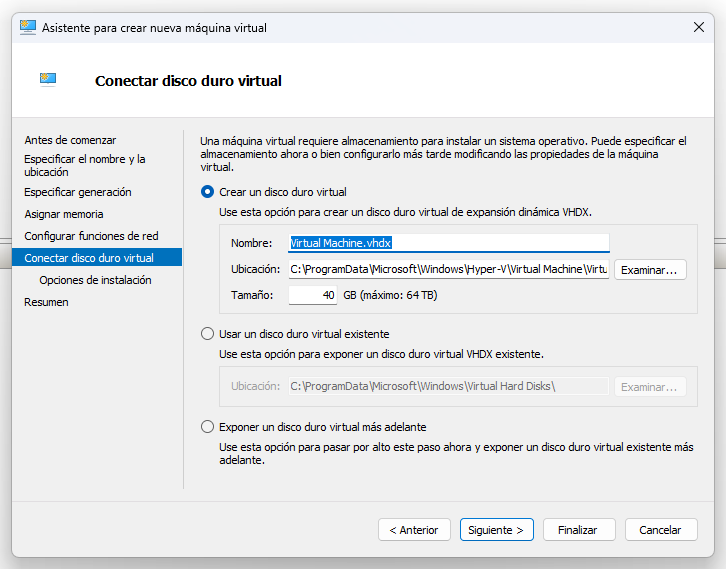 Asistente para crear nueva máquina virtual
Conectar disco duro virtual
Antes de comenzar
Especificar el nombre y la
ubicación
Especificar generación
Asignar memoria
Configurar funciones de red
Conectar disco duro virtual
Opciones de instalación
Resumen
Una máquina virtual requiere almacenamiento para instalar un sistema operativo. Puede especificar el
almacenamiento ahora o bien configurarlo más tarde modificando las propiedades de la máquina
virtual.
Crear un disco duro virtual
Use esta opción para crear un disco duro virtual de expansión dinámica VHDX.
Nombre: Virtual Machine.vhdx
Ubicación: C:\ProgramData\Microsoft\Windows\Hyper-V\Virtual Machine\Virtu Examinar...
Tamaño: 40 GB (máximo: 64 TB)
Usar un disco duro virtual existente
Use esta opción para exponer un disco duro virtual VHDX existente.
Ubicación: C:\ProgramData\Microsoft\Windows\Virtual Hard Disks\ Examinar...
Exponer un disco duro virtual más adelante
Use esta opción para pasar por alto este paso ahora y exponer un disco duro virtual existente más
adelante.
< Anterior Siguiente > Finalizar Cancelar